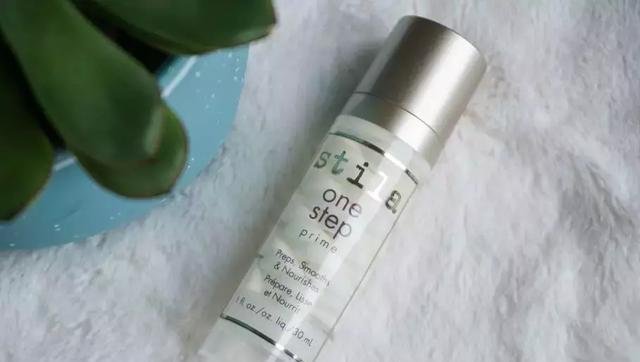 stila
one
step
prime
Preps, Smooths
& Nourishes
Prépare, Lisse
et Nourrit
1 fl. oz./oz. liq./30 mL